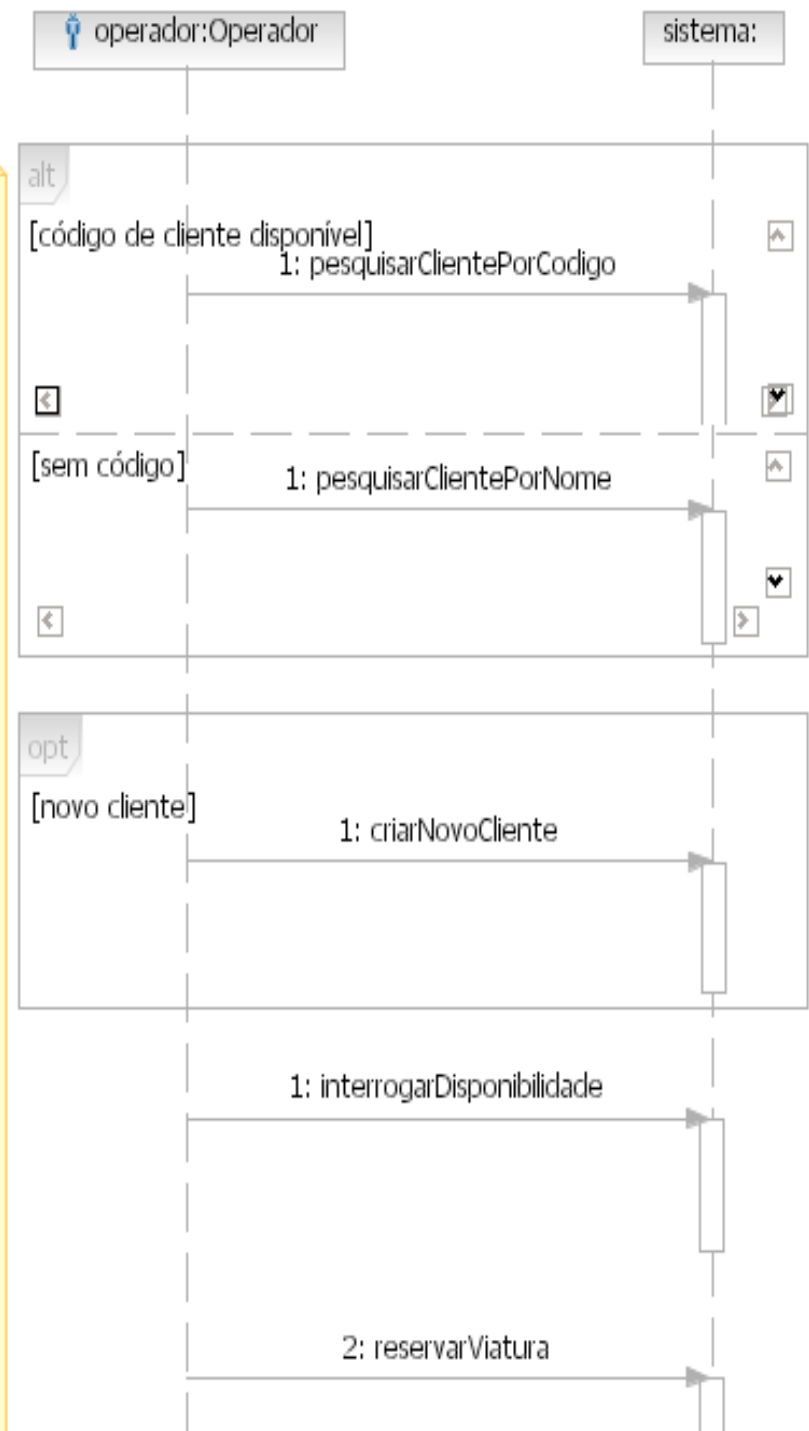 operador:Operador
sistema:
alt
[código de cliente disponível]
1: pesquisarClientePorCodigo
[sem código]
1: pesquisarClientePorNome
opt
[novo cliente]
1: criarNovoCliente
1: interrogarDisponibilidade
2: reservarViatura